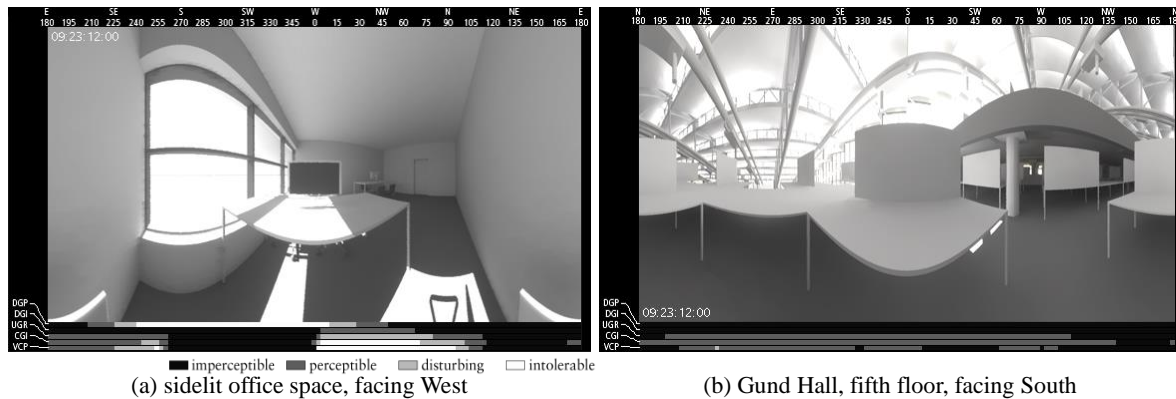 E SE S SW W NW N NE E
180 195 210 225 240 255 270 285 300 315 330 345 0 15 30 45 60 75 90 105 120 135 150 165 180
09:23:12:00
DGP
DGI
UGR
CGI
VCP
imperceptible perceptible disturbing intolerable
(a) sidelit office space, facing West
N NE E SE S SW W NW N
180 195 210 225 240 255 270 285 300 315 330 345 0 15 30 45 60 75 90 105 120 135 150 165 18
09:23:12:00
DGP
DGI
UGR
CGI
VCP
(b) Gund Hall, fifth floor, facing South